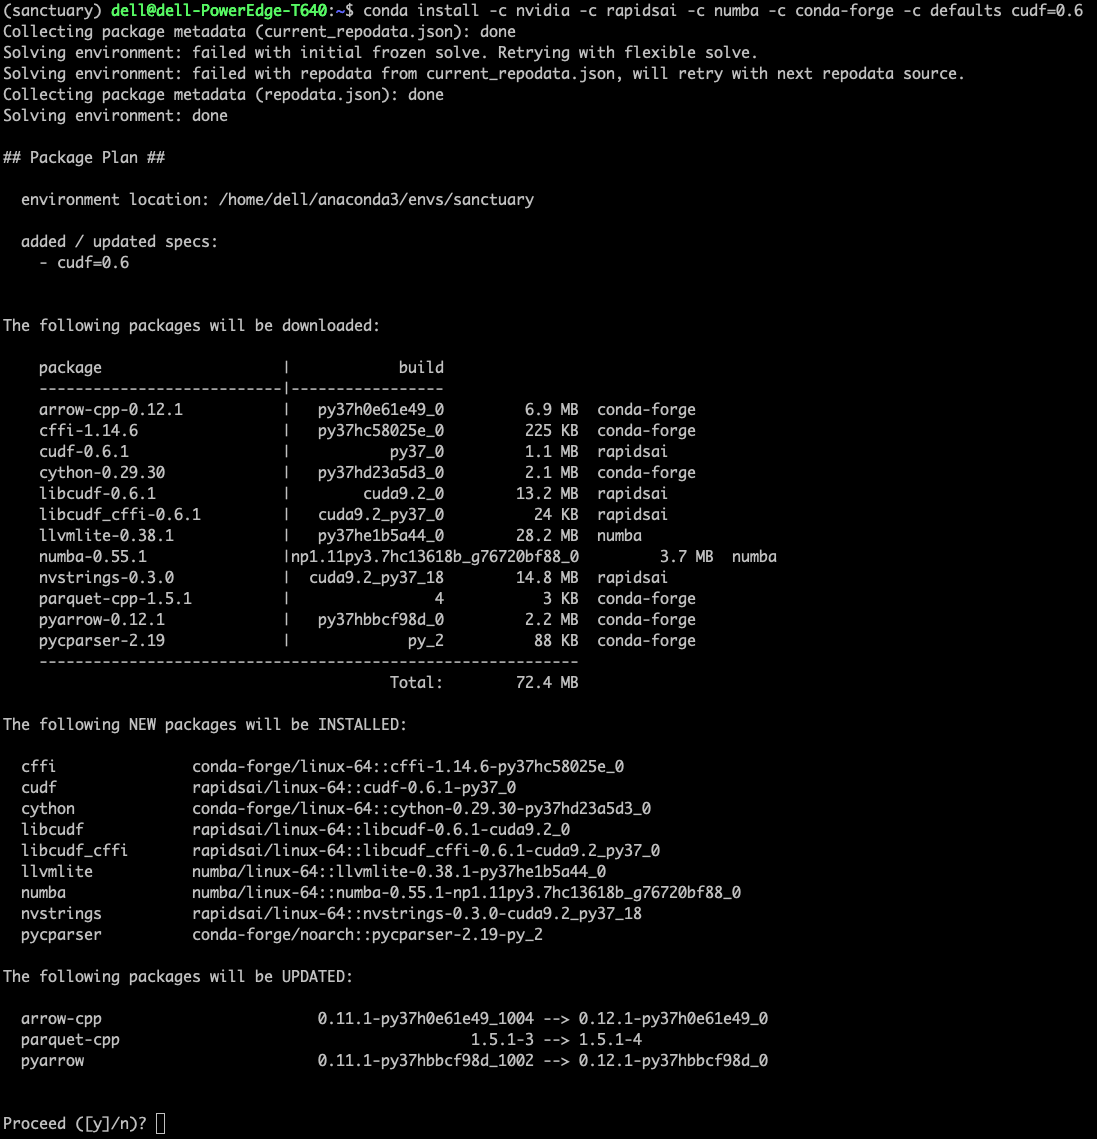 (sanctuary) dell@dell-PowerEdge-T640:~$ conda install -c nvidia -c rapidsai -c numba -c conda-forge -c defaults cudf=0.6
Collecting package metadata (current_repodata.json): done
Solving environment: failed with initial frozen solve. Retrying with flexible solve.
Solving environment: failed with repodata from current_repodata.json, will retry with next repodata source.
Collecting package metadata (repodata.json): done
Solving environment: done

## Package Plan ##

  environment location: /home/dell/anaconda3/envs/sanctuary

  added / updated specs:
    - cudf=0.6


The following packages will be downloaded:

    package                    |            build
    ---------------------------|-----------------
    arrow-cpp-0.12.1           |   py37h0e61e49_0         6.9 MB  conda-forge
    cffi-1.14.6                |   py37hc58025e_0         225 KB  conda-forge
    cudf-0.6.1                 |           py37_0         1.1 MB  rapidsai
    cython-0.29.30             |   py37hd23a5d3_0         2.1 MB  conda-forge
    libcudf-0.6.1              |        cuda9.2_0        13.2 MB  rapidsai
    libcudf_cffi-0.6.1         |   cuda9.2_py37_0          24 KB  rapidsai
    llvmlite-0.38.1            |   py37he1b5a44_0        28.2 MB  numba
    numba-0.55.1               |np1.11py3.7hc13618b_g76720bf88_0         3.7 MB  numba
    nvstrings-0.3.0            |  cuda9.2_py37_18        14.8 MB  rapidsai
    parquet-cpp-1.5.1          |                4           3 KB  conda-forge
    pyarrow-0.12.1             |   py37hbbcf98d_0         2.2 MB  conda-forge
    pycparser-2.19             |             py_2          88 KB  conda-forge
    ------------------------------------------------------------
                                           Total:        72.4 MB

The following NEW packages will be INSTALLED:

  cffi               conda-forge/linux-64::cffi-1.14.6-py37hc58025e_0
  cudf               rapidsai/linux-64::cudf-0.6.1-py37_0
  cython             conda-forge/linux-64::cython-0.29.30-py37hd23a5d3_0
  libcudf            rapidsai/linux-64::libcudf-0.6.1-cuda9.2_0
  libcudf_cffi       rapidsai/linux-64::libcudf_cffi-0.6.1-cuda9.2_py37_0
  llvmlite           numba/linux-64::llvmlite-0.38.1-py37he1b5a44_0
  numba              numba/linux-64::numba-0.55.1-np1.11py3.7hc13618b_g76720bf88_0
  nvstrings          rapidsai/linux-64::nvstrings-0.3.0-cuda9.2_py37_18
  pycparser          conda-forge/noarch::pycparser-2.19-py_2

The following packages will be UPDATED:

  arrow-cpp                        0.11.1-py37h0e61e49_1004 --> 0.12.1-py37h0e61e49_0
  parquet-cpp                                       1.5.1-3 --> 1.5.1-4
  pyarrow                          0.11.1-py37hbbcf98d_1002 --> 0.12.1-py37hbbcf98d_0


Proceed ([y]/n)?